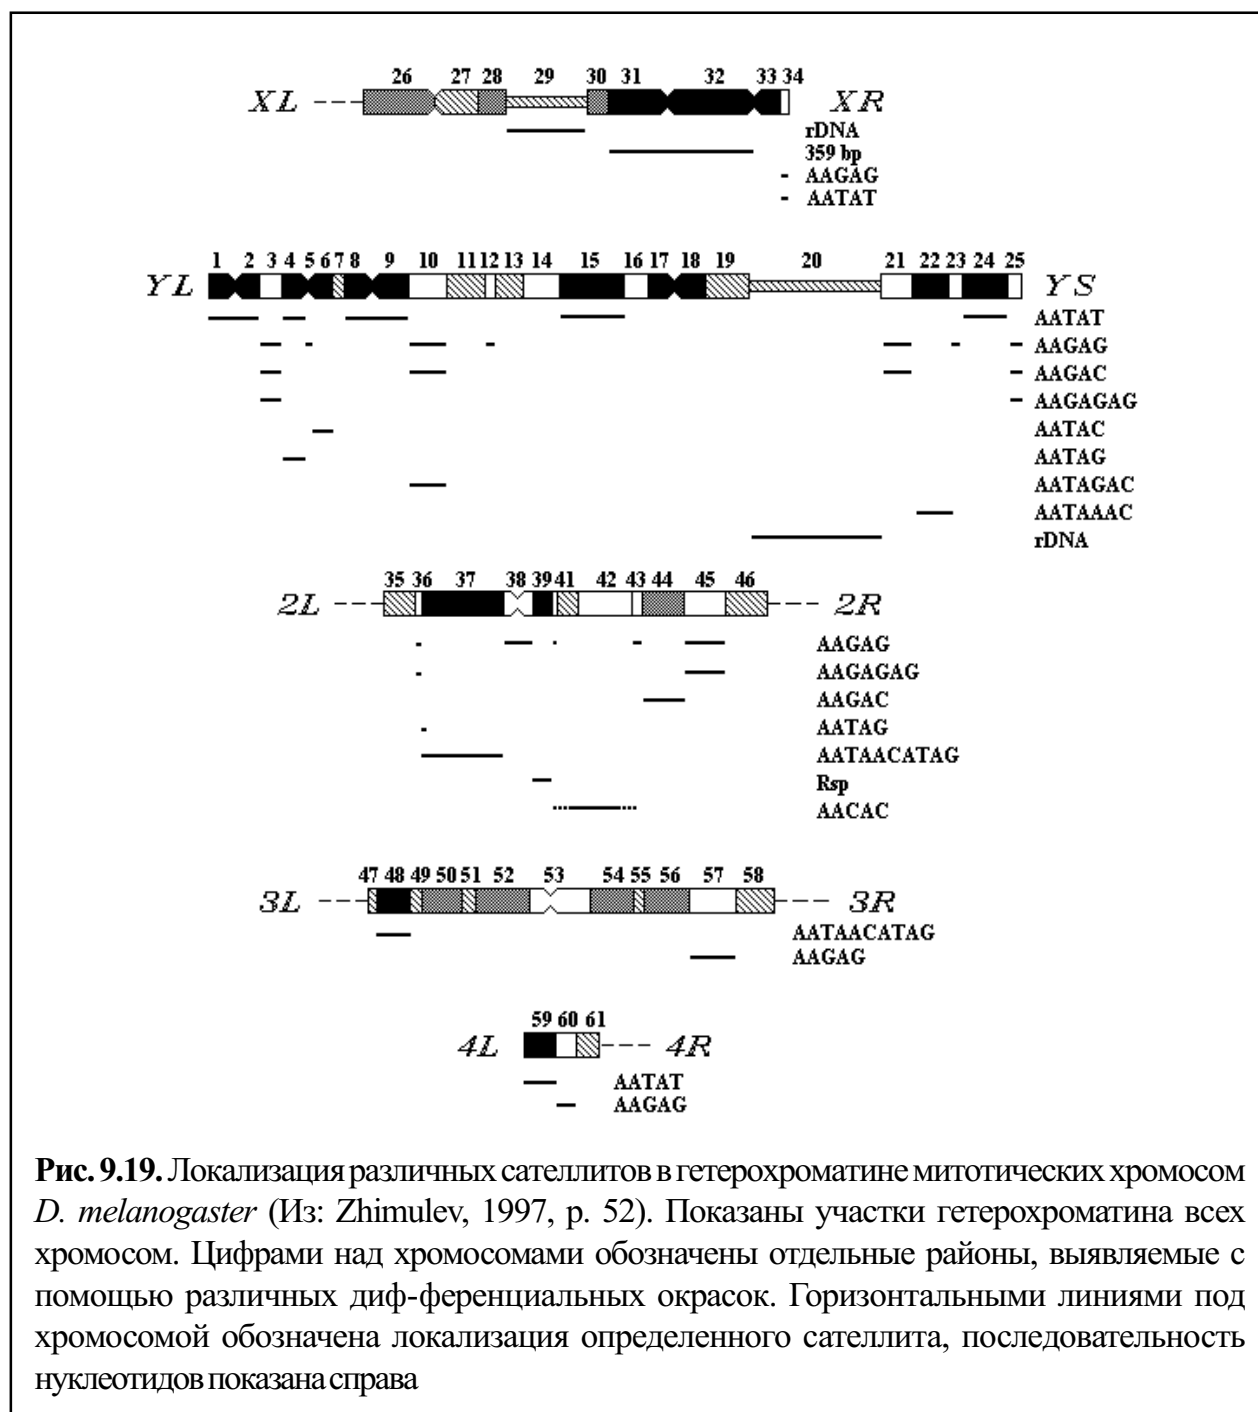 26 27 28 29 30 31 32 33 34
XL XR
rDNA
359 bp
AAGAG
AATAT
1 2 3 4 5 6 7 8 9 10 11 12 13 14 15 16 17 18 19 20 21 22 23 24 25
YL YS
AATAT
AAGAG
AAGAC
AAGAGAG
AATAC
AATAG
AATAGAC
AATAAAC
rDNA
35 36 37 38 39 41 42 43 44 45 46
2L 2R
AAGAG
AAGAGAG
AAGAC
AATAG
AATAACATAG
Rsp
AACAC
47 48 49 50 51 52 53 54 55 56 57 58
3L 3R
AATAACATAG
AAGAG
59 60 61
4L 4R
AATAT
AAGAG
Рис. 9.19. Локализация различных сателлитов в гетерохроматине митотических хромосом
D. melanogaster (Из: Zhimulev, 1997, p. 52). Показаны участки гетерохроматина всех
хромосом. Цифрами над хромосомами обозначены отдельные районы, выявляемые с
помощью различных диф-ференциальных окрасок. Горизонтальными линиями под
хромосомой обозначена локализация определенного сателлита, последовательность
нуклеотидов показана справа